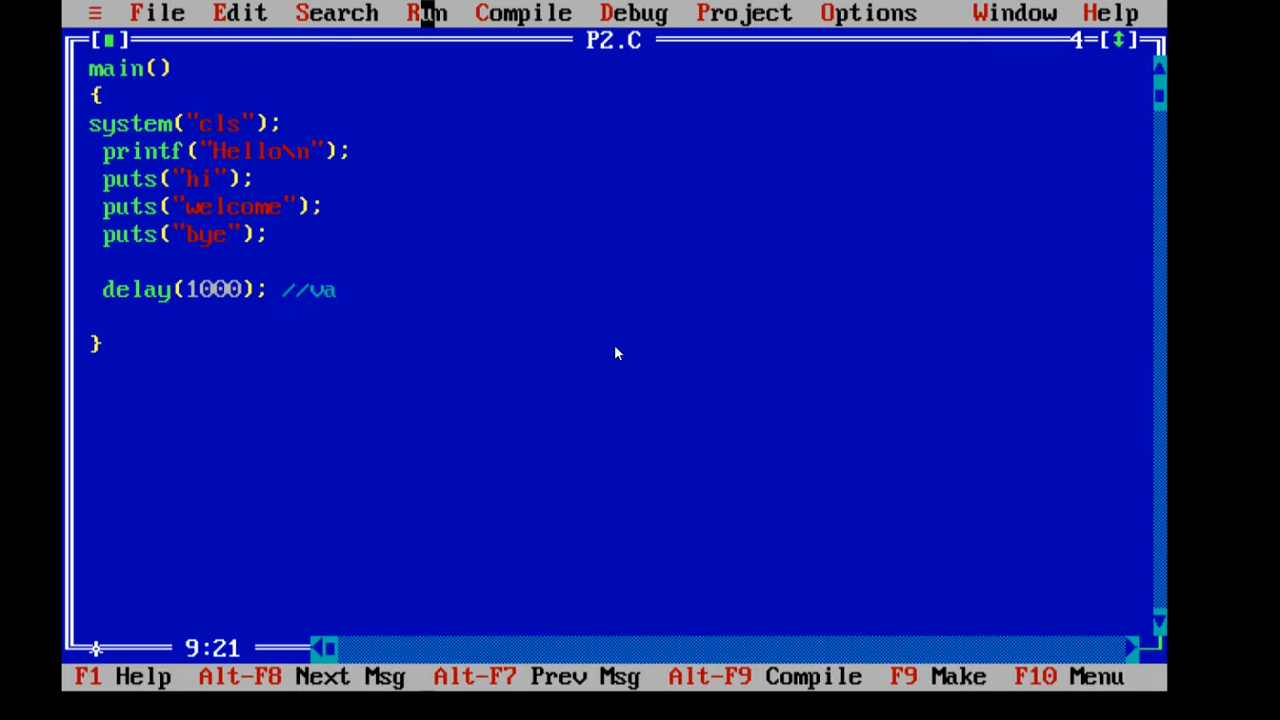 ≡ File Edit Search Run Compile Debug Project Options Window Help
[■] P2.C 4=[↕]
main()
{
system("cls");
printf("Hello\n");
puts("hi");
puts("welcome");
puts("bye");
delay(1000); //va
}
9:21
F1 Help Alt-F8 Next Msg Alt-F7 Prev Msg Alt-F9 Compile F9 Make F10 Menu